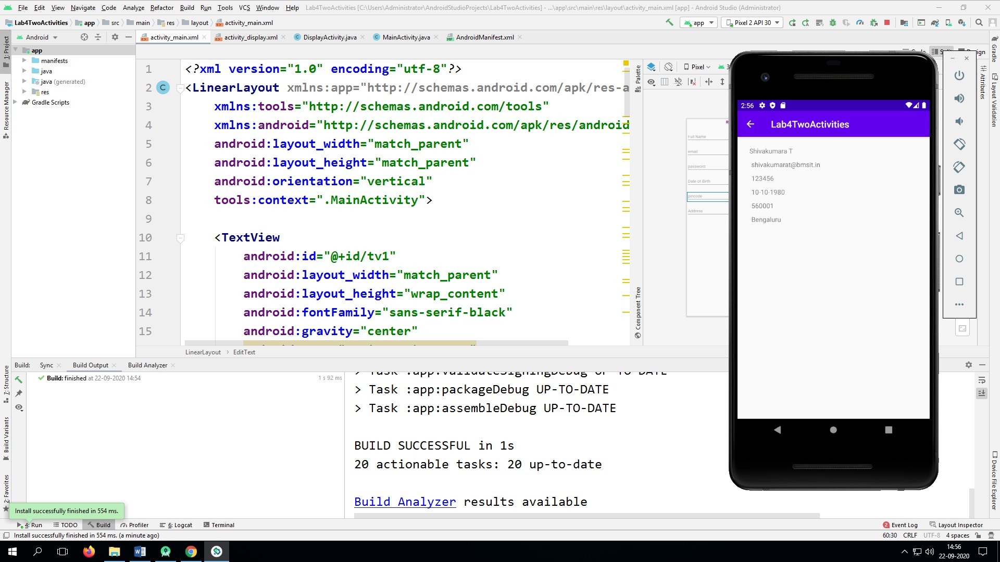 File Edit View Navigate Code Analyze Refactor Build Run Tools VCS Window Help Lab4TwoActivities [C:\Users\Administrator\AndroidStudioProjects\Lab4TwoActivities] - ...\app\src\main\res\layout\activity_main.xml [app] - Android Studio (Administrator)
Lab4TwoActivities app src main res layout activity_main.xml app Pixel 2 API 30
Android activity_main.xml activity_display.xml DisplayActivity.java MainActivity.java AndroidManifest.xml
1: Project
Resource Manager
7: Structure
Build Variants
2: Favorites
app
manifests
java
java (generated)
res
Gradle Scripts
1 <?xml version="1.0" encoding="utf-8"?>
2 C <LinearLayout xmlns:app="http://schemas.android.com/apk/res-a
3 xmlns:tools="http://schemas.android.com/tools"
4 xmlns:android="http://schemas.android.com/apk/res/android
5 android:layout_width="match_parent"
6 android:layout_height="match_parent"
7 android:orientation="vertical"
8 tools:context=".MainActivity">
9
10 <TextView
11 android:id="@+id/tv1"
12 android:layout_width="match_parent"
13 android:layout_height="wrap_content"
14 android:fontFamily="sans-serif-black"
15 android:gravity="center"
LinearLayout > EditText
Palette
Component Tree
Pixel
Full Name
email
password
Date of Birth
pincode
Address
2:56
Lab4TwoActivities
Shivakumara T
shivakumarat@bmsit.in
123456
10-10-1980
560001
Bengaluru
Gradle
Attributes
Layout Validation
Device File Explorer
Build: Sync Build Output Build Analyzer
Build: finished at 22-09-2020 14:54 1 s 92 ms
> Task :app:validateSigningDebug UP-TO-DATE
> Task :app:packageDebug UP-TO-DATE
> Task :app:assembleDebug UP-TO-DATE
BUILD SUCCESSFUL in 1s
20 actionable tasks: 20 up-to-date
Build Analyzer results available
Install successfully finished in 554 ms.
4: Run TODO Build Profiler 6: Logcat Terminal 2 Event Log Layout Inspector
Install successfully finished in 554 ms. (a minute ago) 60:30 CRLF UTF-8 4 spaces
14:56
22-09-2020